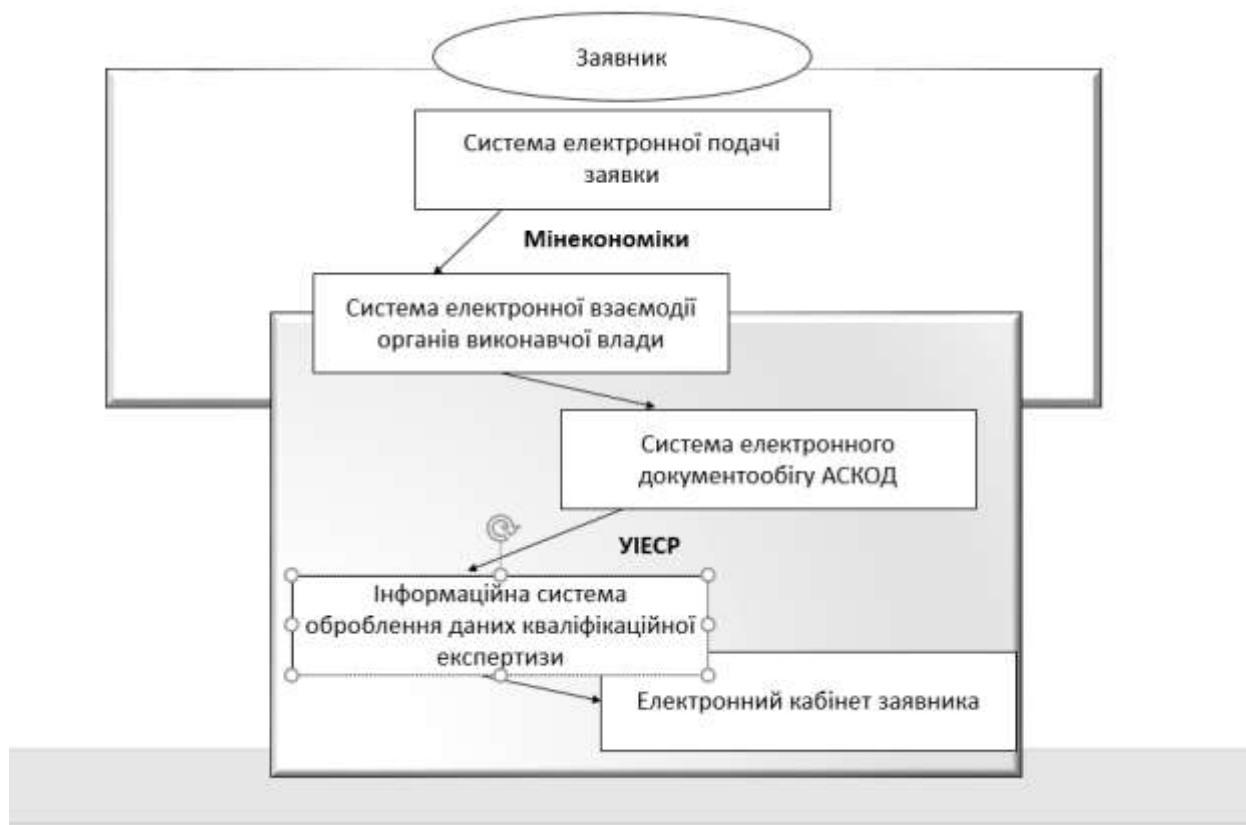 Заявник
Система електронної подачі
заявки
Мінекономіки
Система електронної взаємодії
органів виконавчої влади
Система електронного
документообігу АСКОД
УІЕСР
Інформаційна система
оброблення даних кваліфікаційної
експертизи
Електронний кабінет заявника